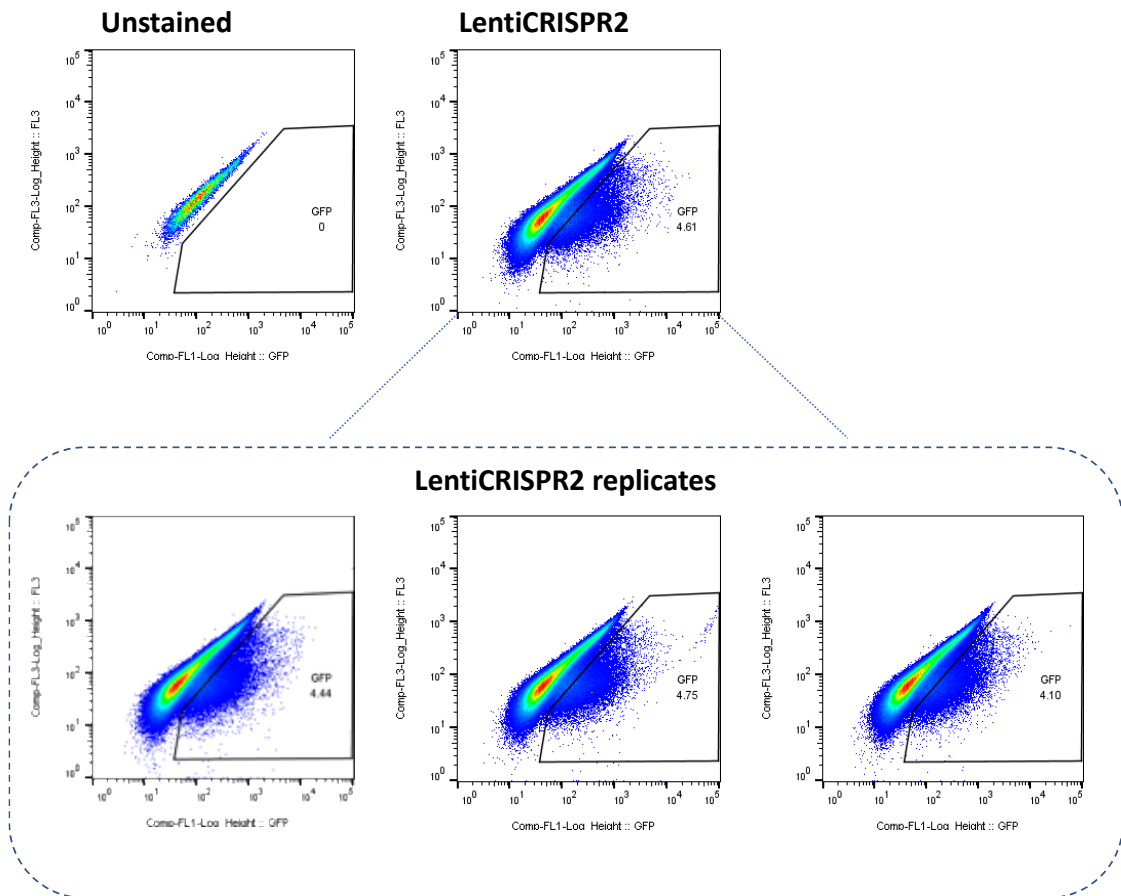 Unstained
LentiCRISPR2
10^5
10^4
10^3
10^2
10^1
10^0
Comp-FL3-Log_Height :: FL3
GFP
0
10^0 10^1 10^2 10^3 10^4 10^5
Comp-FL1-Log_Height :: GFP
10^5
10^4
10^3
10^2
10^1
10^0
Comp-FL3-Log_Height :: FL3
GFP
4.61
10^0 10^1 10^2 10^3 10^4 10^5
Comp-FL1-Log_Height :: GFP
LentiCRISPR2 replicates
10^5
10^4
10^3
10^2
10^1
10^0
Comp-FL3-Log_Height :: FL3
GFP
4.44
10^0 10^1 10^2 10^3 10^4 10^5
Comp-FL1-Log_Height :: GFP
10^5
10^4
10^3
10^2
10^1
10^0
Comp-FL3-Log_Height :: FL3
GFP
4.75
10^0 10^1 10^2 10^3 10^4 10^5
Comp-FL1-Log_Height :: GFP
10^5
10^4
10^3
10^2
10^1
10^0
Comp-FL3-Log_Height :: FL3
GFP
4.10
10^0 10^1 10^2 10^3 10^4 10^5
Comp-FL1-Log_Height :: GFP